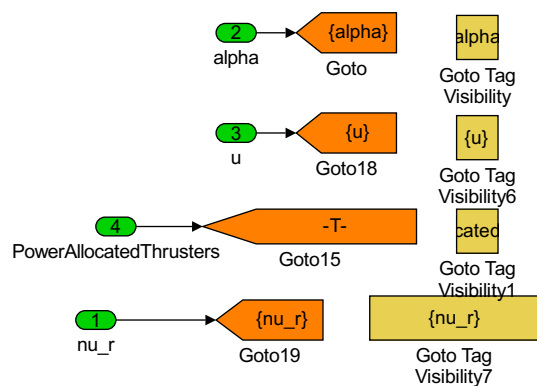 2
alpha
{alpha}
Goto
alpha
Goto Tag
Visibility
3
u
{u}
Goto18
{u}
Goto Tag
Visibility6
4
PowerAllocatedThrusters
-T-
Goto15
cated
Goto Tag
Visibility1
1
nu_r
{nu_r}
Goto19
{nu_r}
Goto Tag
Visibility7